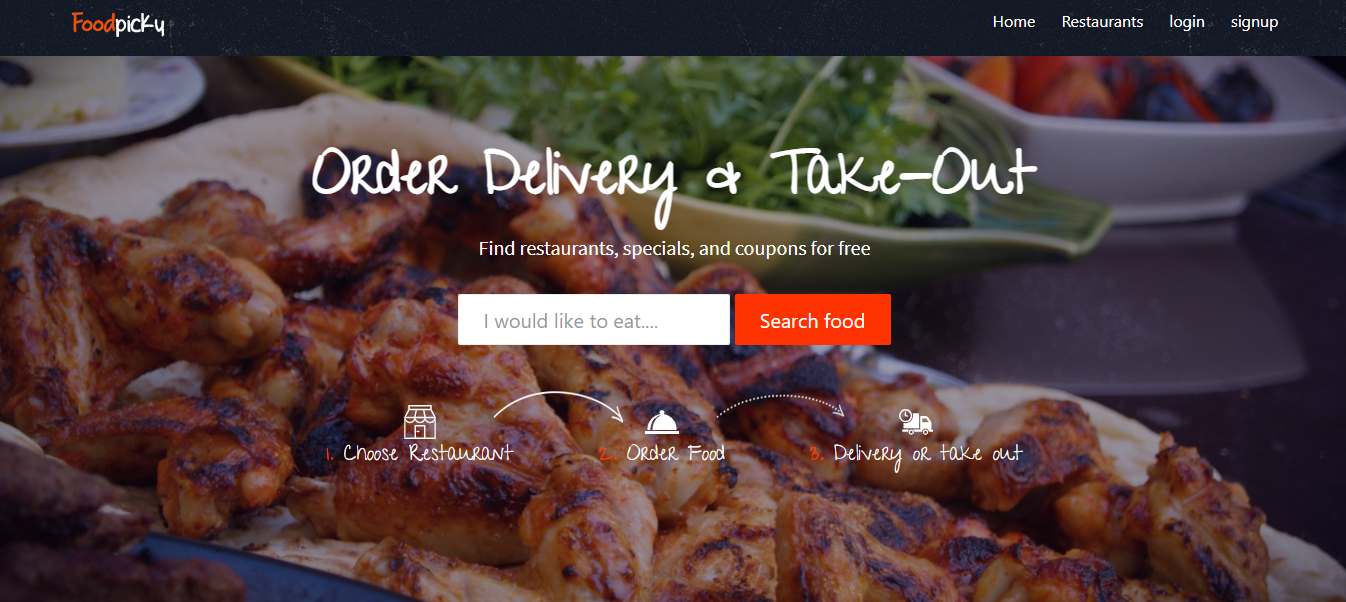 Foodpicky
Home Restaurants login signup
Order Delivery & Take-Out
Find restaurants, specials, and coupons for free
I would like to eat.... Search food
1. Choose Restaurant 2. Order Food 3. Delivery or take out